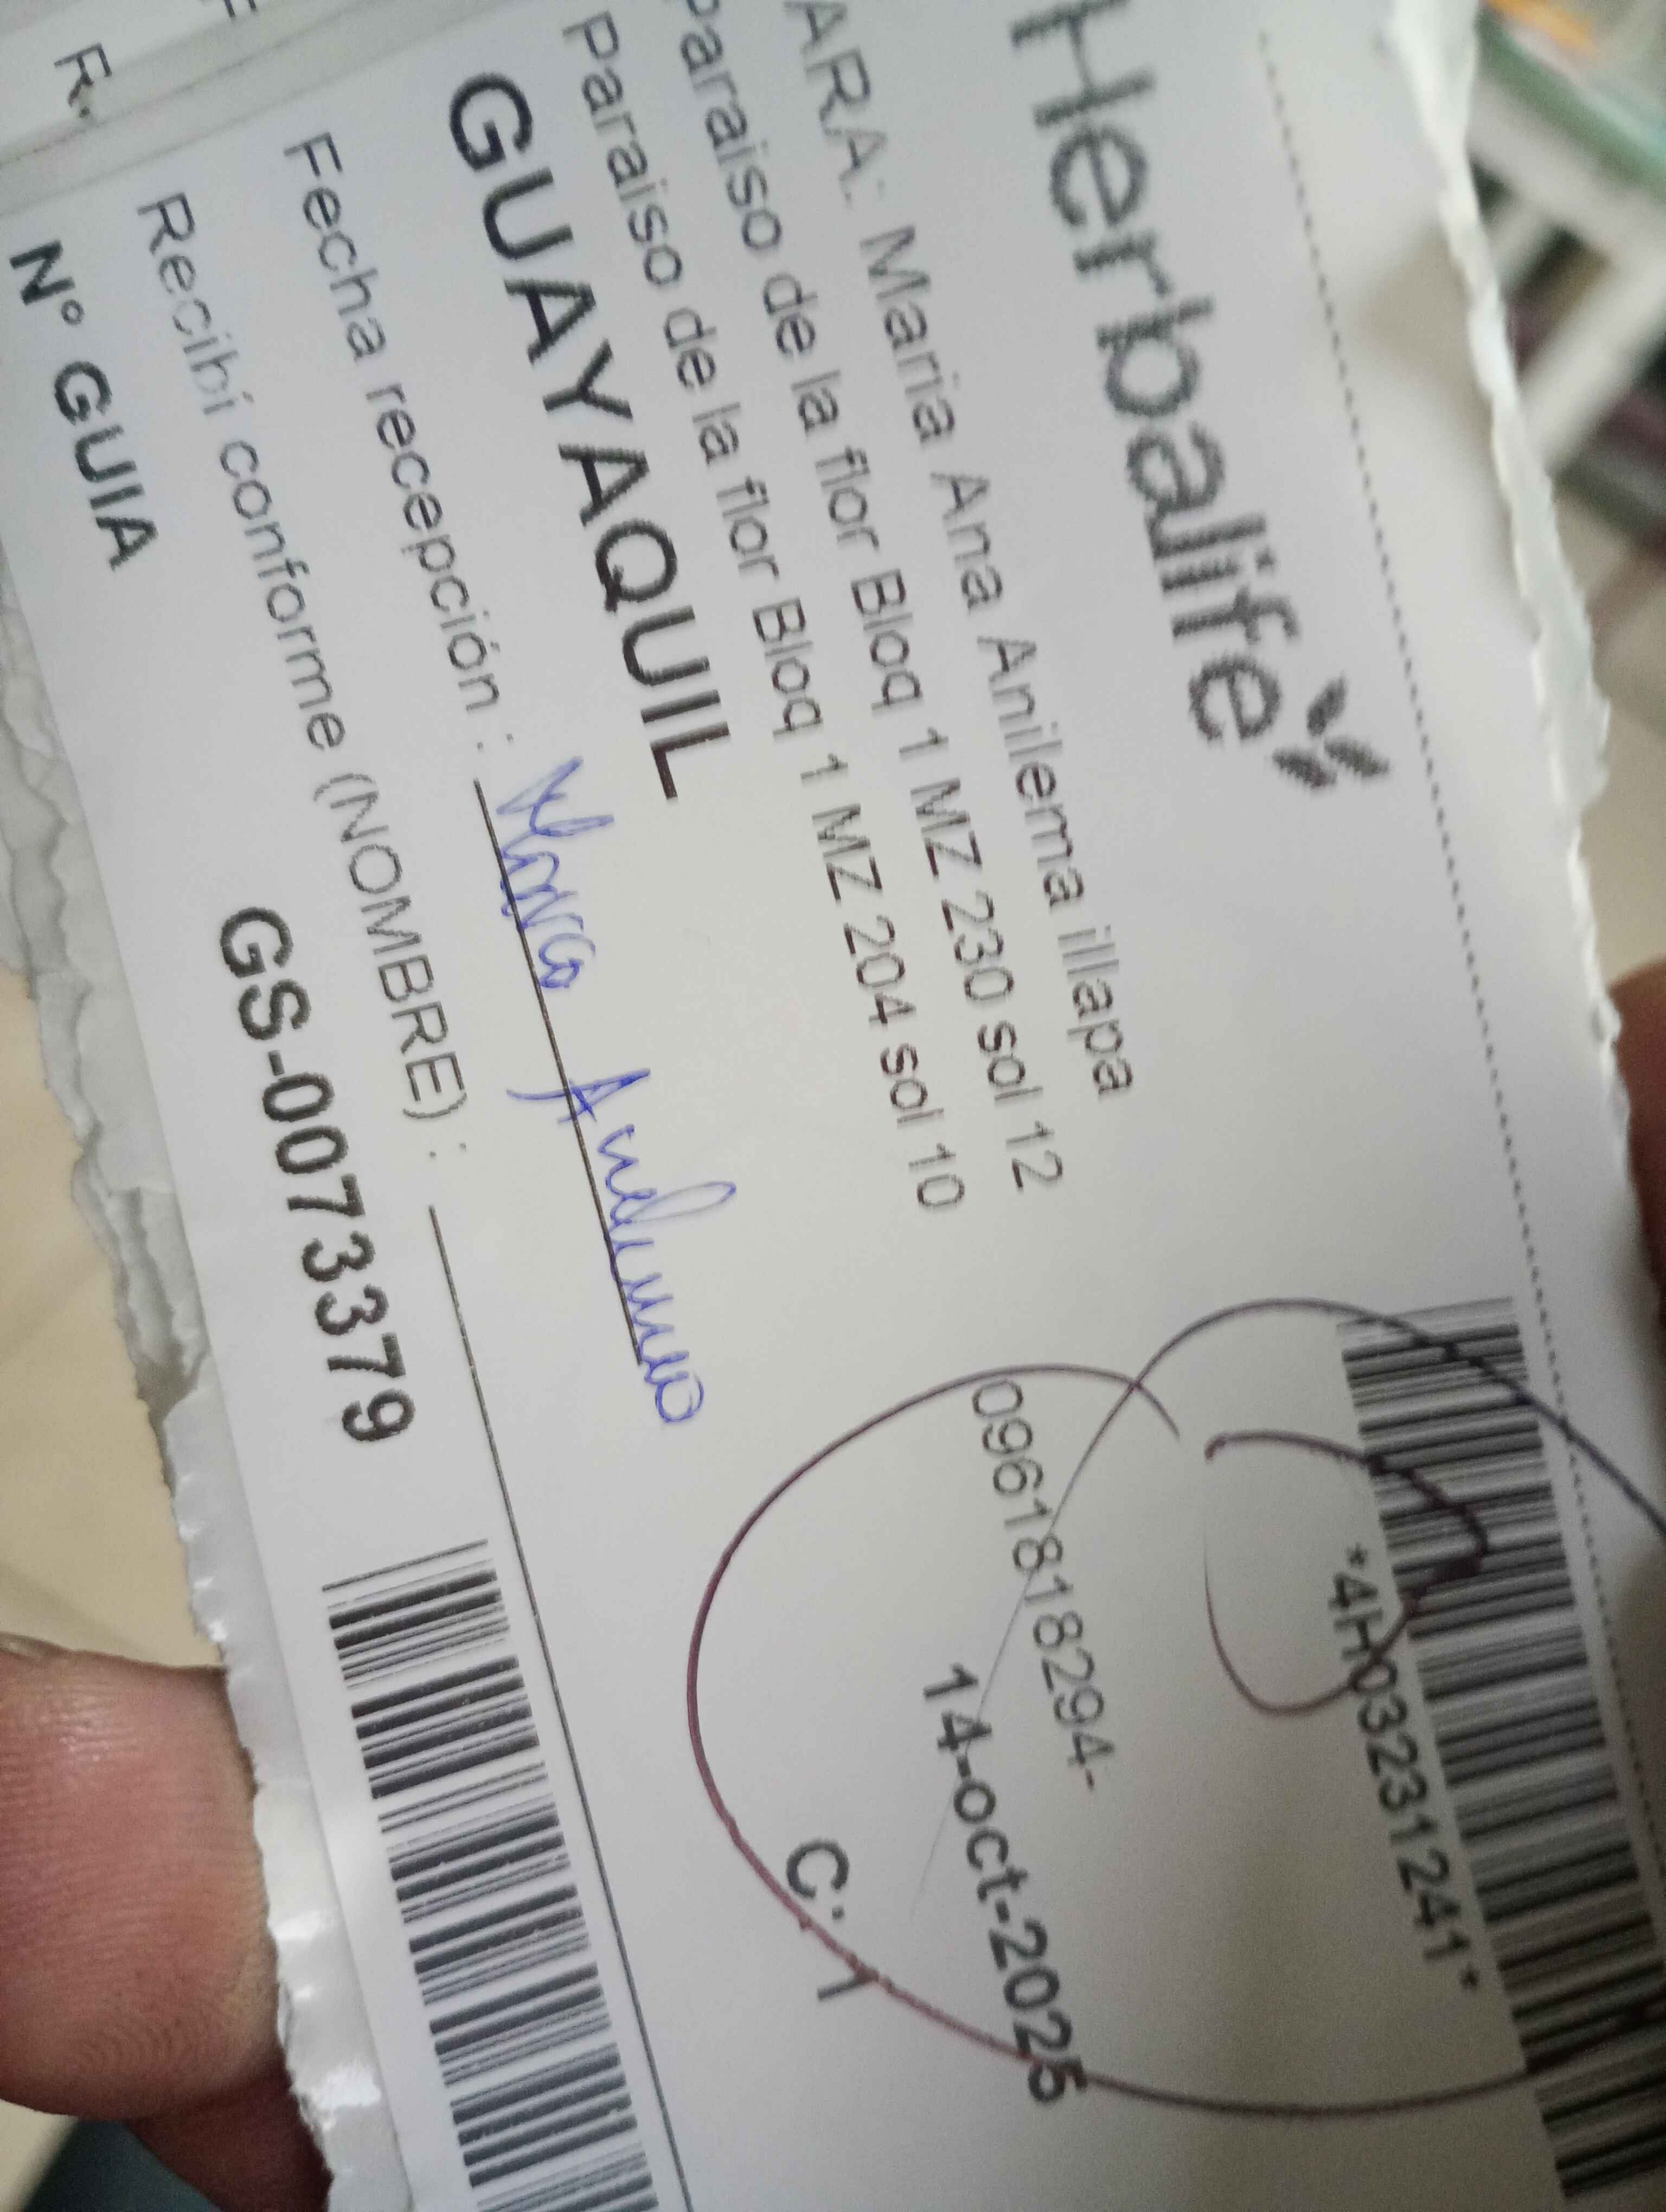 Herbalife
*4H03231241*
ARA: Maria Ana Anilema illapa
Paraiso de la flor Bloq 1 MZ 230 sol 12
0961818294-
Paraiso de la flor Bloq 1 MZ 204 sol 10
14-oct-2025
GUAYAQUIL
C. 1
Fecha recepción :
Recibí conforme (NOMBRE) :
N° GUIA GS-00733379
R.